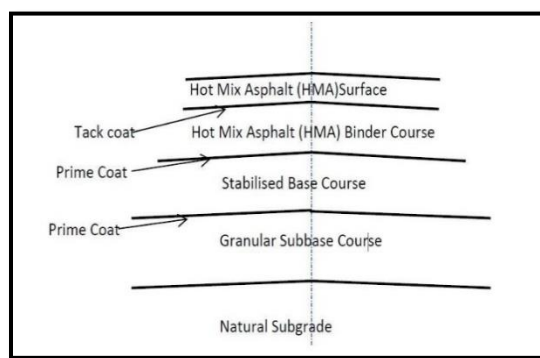 Hot Mix Asphalt (HMA)Surface
Tack coat
Hot Mix Asphalt (HMA) Binder Course
Prime Coat
Stabilised Base Course
Prime Coat
Granular Subbase Course
Natural Subgrade